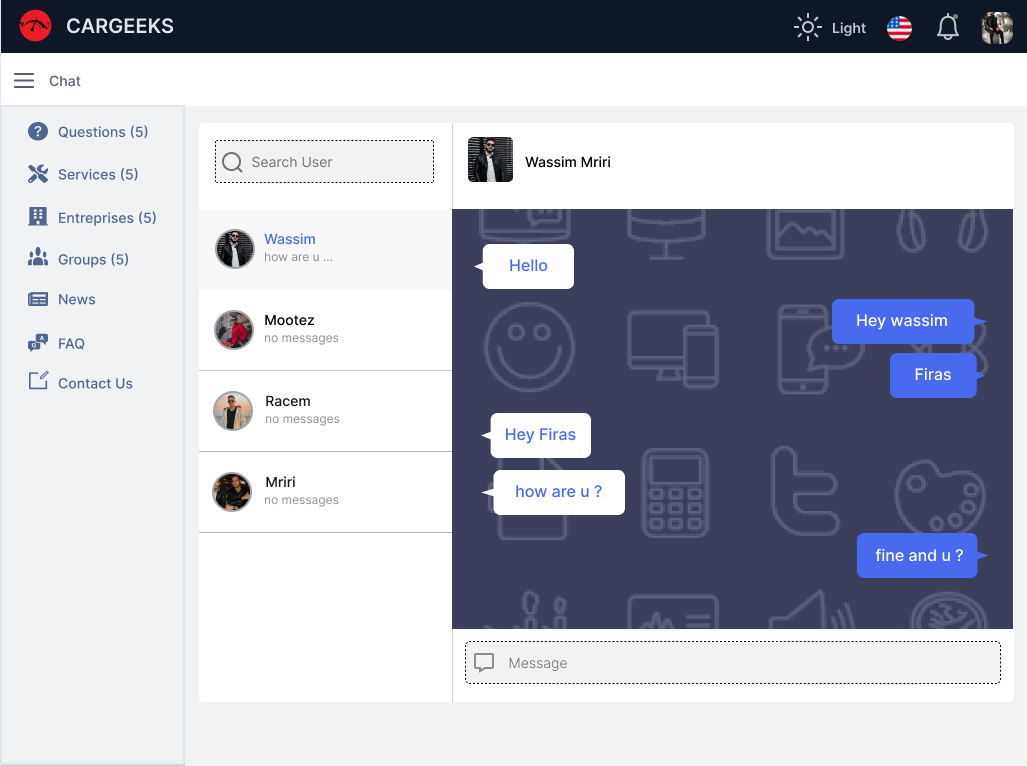 CARGEEKS
Light
Chat
Questions (5)
Services (5)
Entreprises (5)
Groups (5)
News
FAQ
Contact Us
Search User
Wassim
how are u ...
Mootez
no messages
Racem
no messages
Mriri
no messages
Wassim Mriri
Hello
Hey wassim
Firas
Hey Firas
how are u ?
fine and u ?
Message